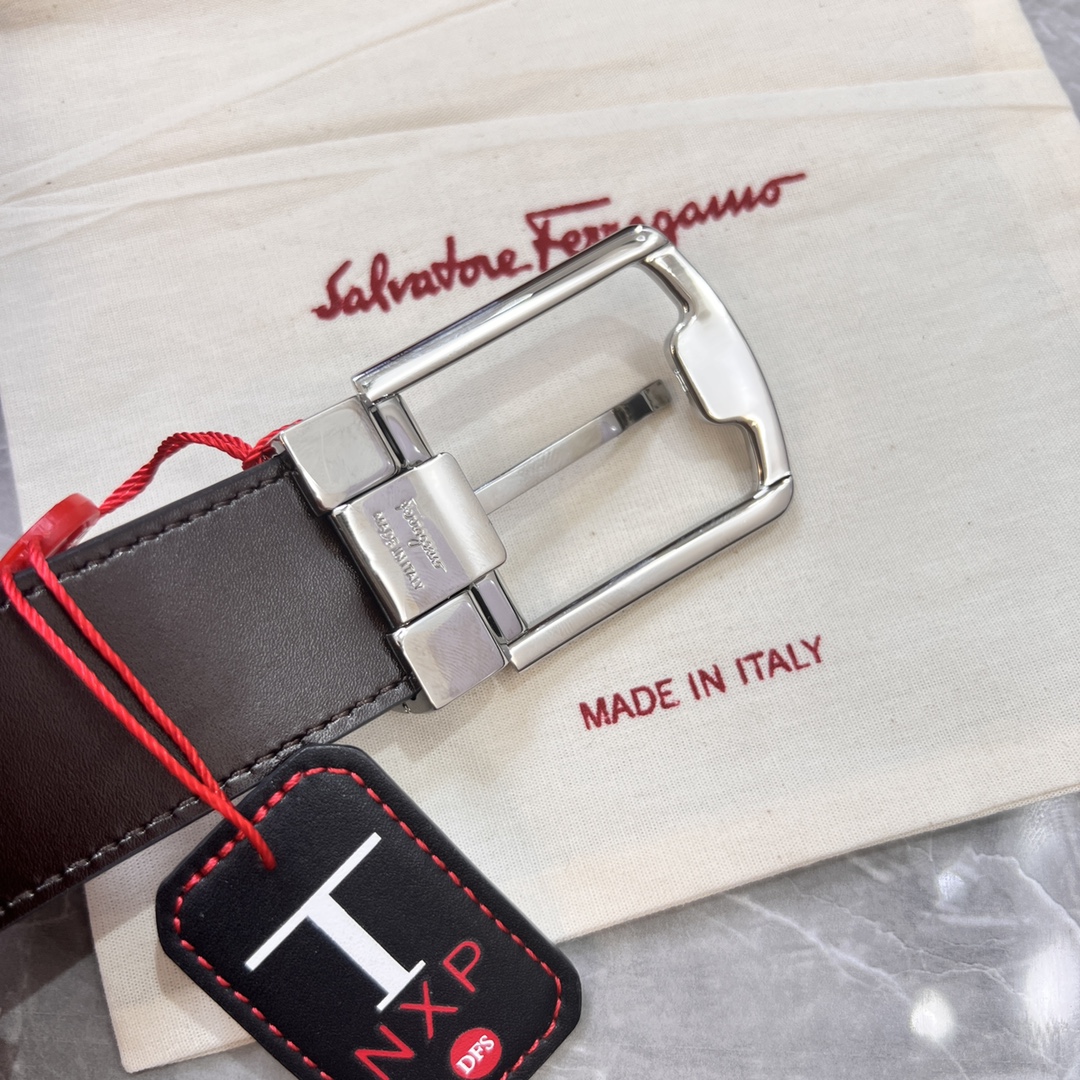 Salvatore Ferragamo
Ferragamo
MADE IN ITALY
MADE IN ITALY
I
NXP
DFS